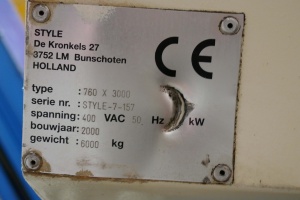 STYLE
De Kronkels 27
3752 LM Bunschoten
HOLLAND
CE
type : 760 X 3000
serie nr. : STYLE-7-157
spanning: 400 VAC 50, Hz kW
bouwjaar: 2000
gewicht : 6000 kg